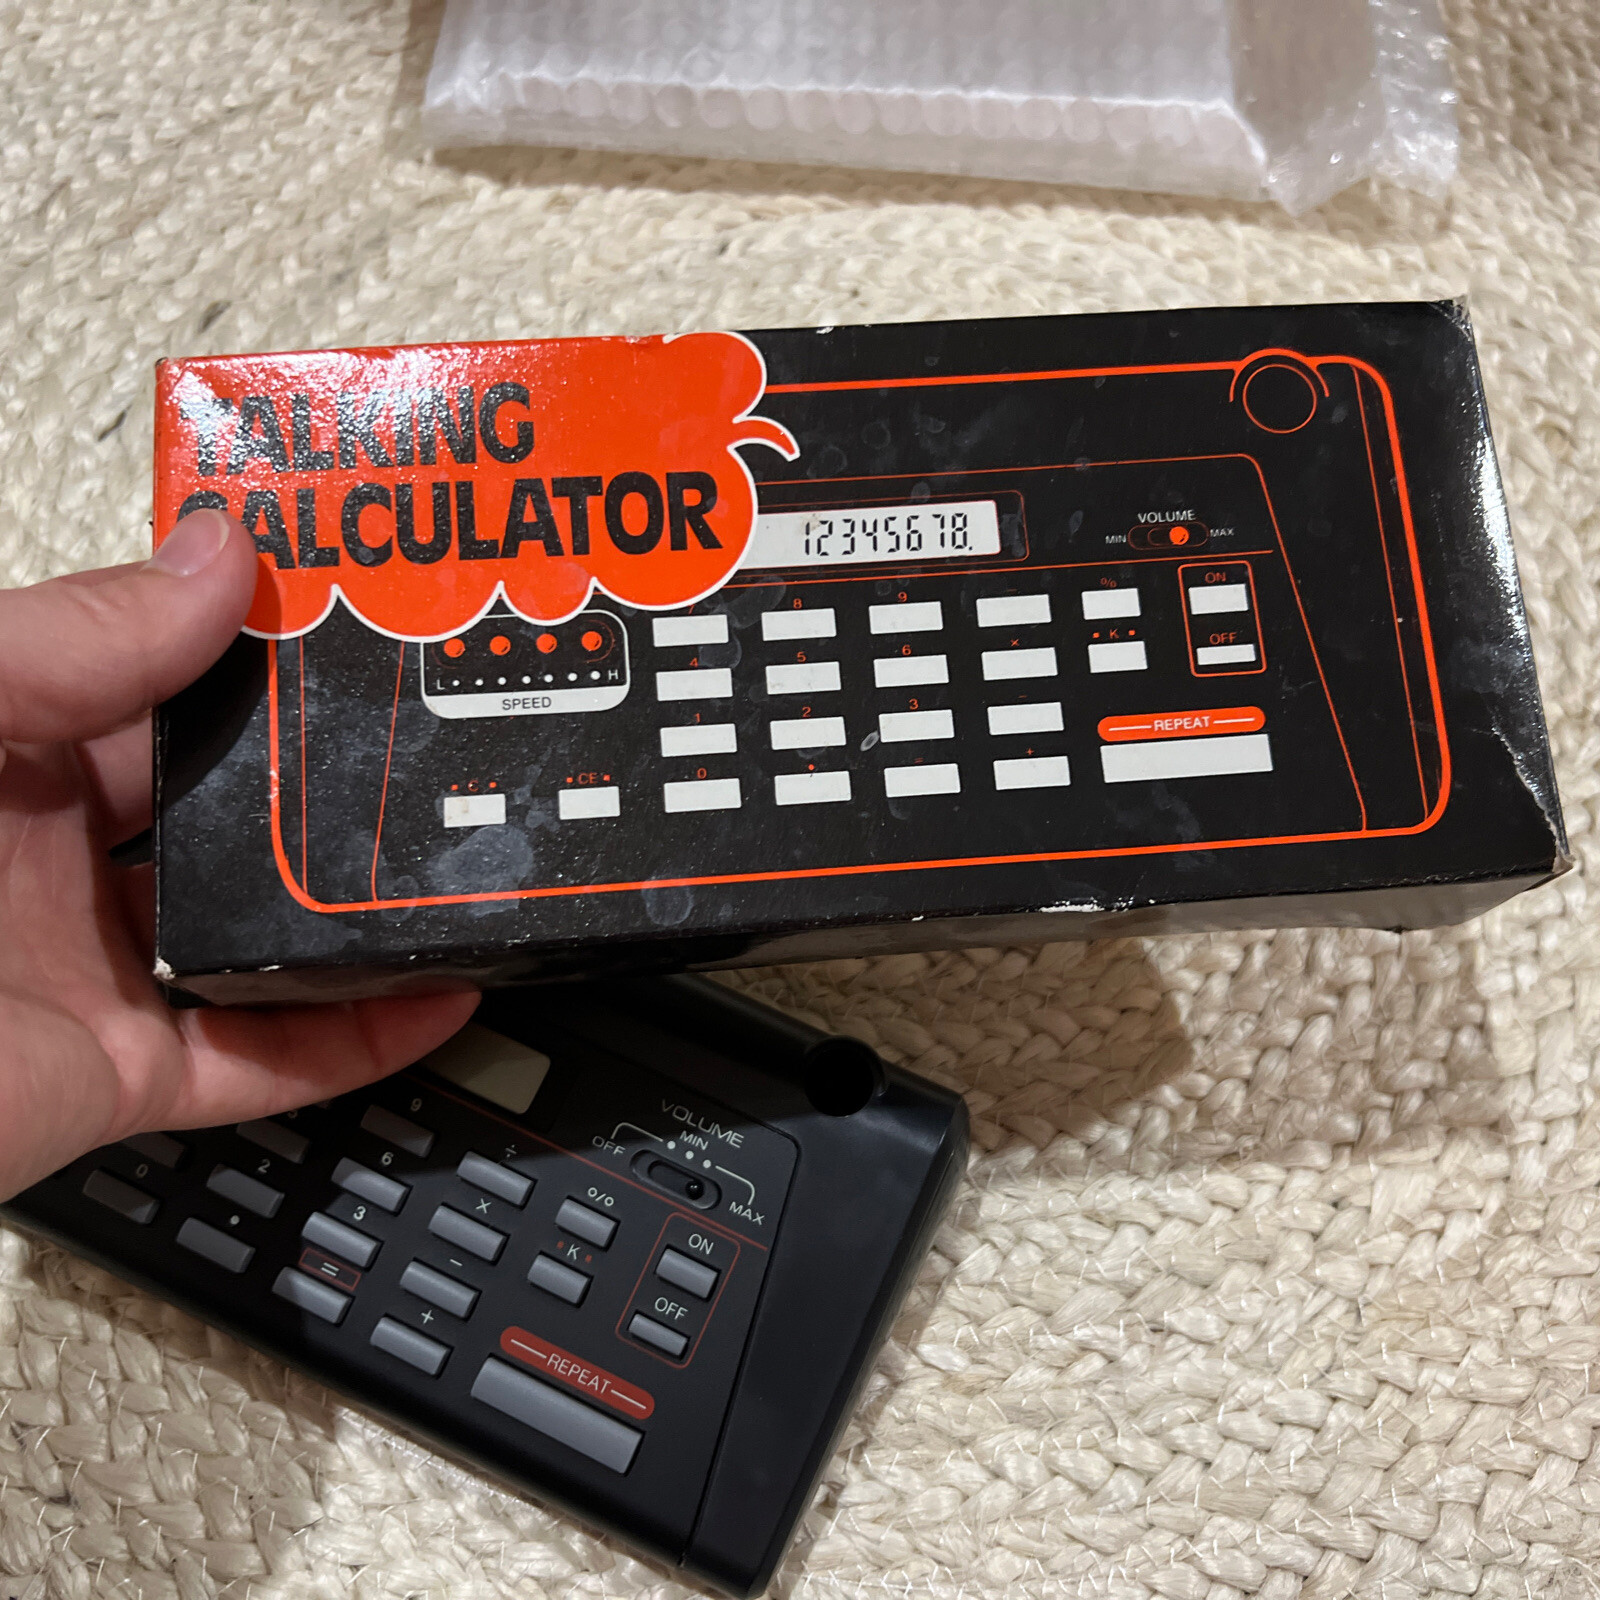 TALKING
CALCULATOR
12345678.
VOLUME
MIN MAX
7 8 9 %
ON
4 5 6 × K
OFF
L H
SPEED
1 2 3 -
REPEAT
C CE 0 . = +
VOLUME
OFF MIN MAX
9 ÷
6 × %
0 2 3 - K ON
. = + OFF
REPEAT